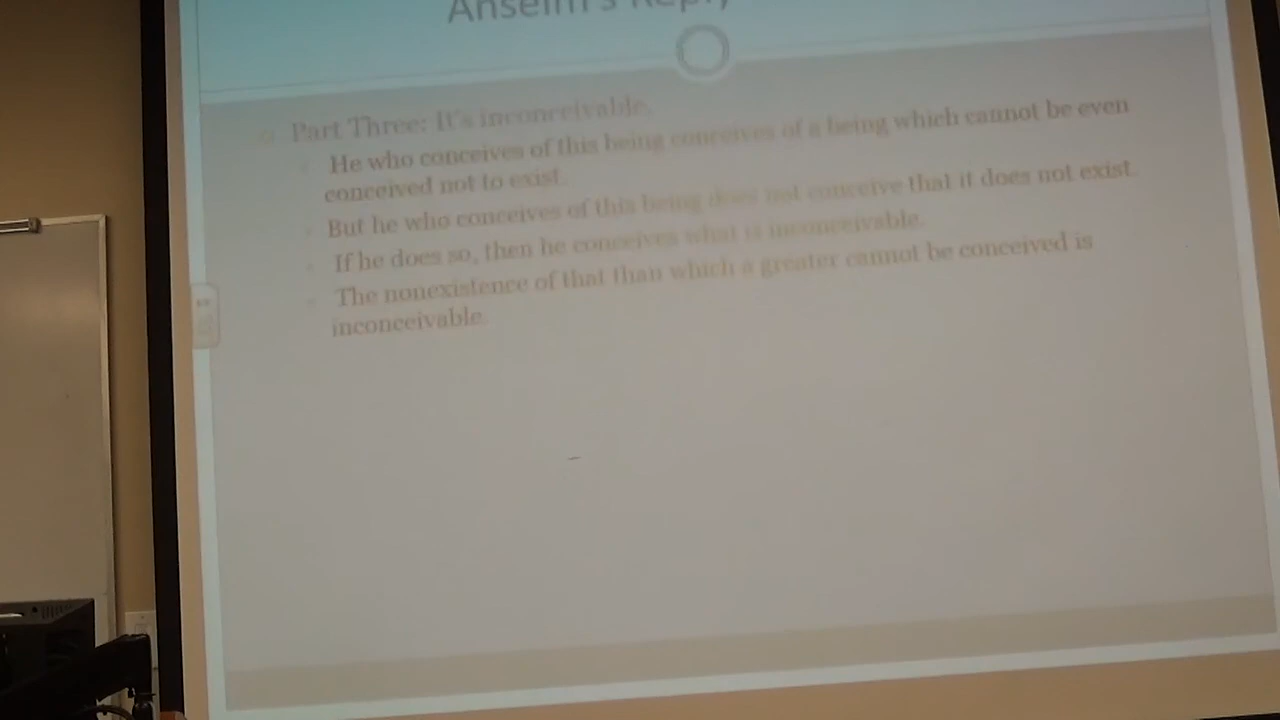 Anselm's Reply
Part Three: It's inconceivable.
He who conceives of this being conceives of a being which cannot be even
conceived not to exist.
But he who conceives of this being does not conceive that it does not exist.
If he does so, then he conceives what is inconceivable.
The nonexistence of that than which a greater cannot be conceived is
inconceivable.